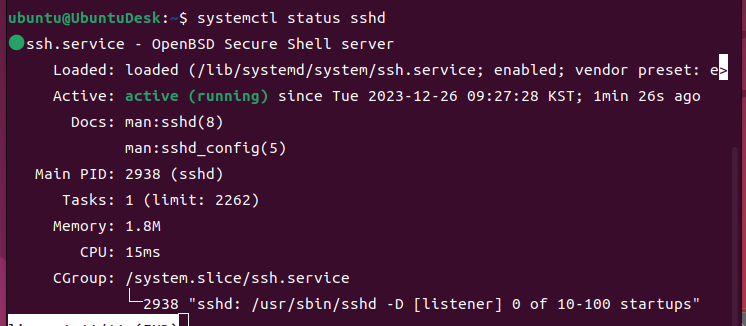 ubuntu@UbuntuDesk:~$ systemctl status sshd
ssh.service - OpenBSD Secure Shell server
Loaded: loaded (/lib/systemd/system/ssh.service; enabled; vendor preset: e>
Active: active (running) since Tue 2023-12-26 09:27:28 KST; 1min 26s ago
Docs: man:sshd(8)
man:sshd_config(5)
Main PID: 2938 (sshd)
Tasks: 1 (limit: 2262)
Memory: 1.8M
CPU: 15ms
CGroup: /system.slice/ssh.service
└─2938 "sshd: /usr/sbin/sshd -D [listener] 0 of 10-100 startups"